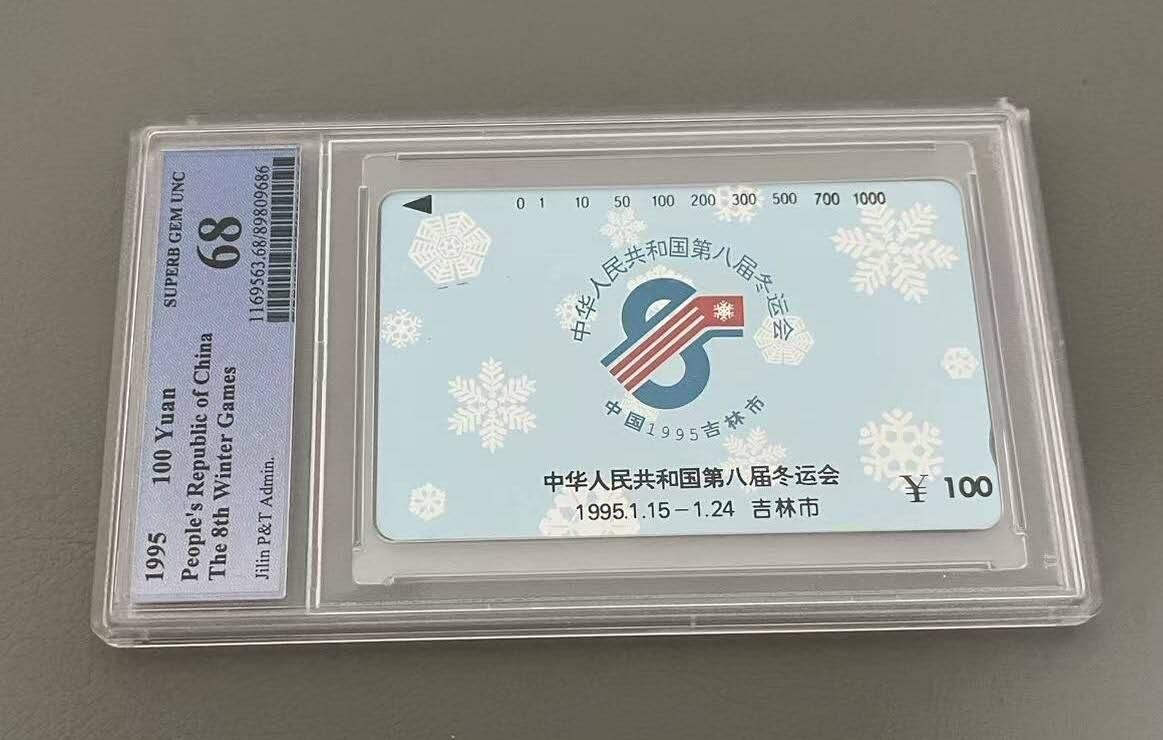 1995 100 Yuan SUPERB GEM UNC
People's Republic of China 68
The 8th Winter Games
Jilin P&T Admin. 1169563.68/89809686
0 1 10 50 100 200 300 500 700 1000
中华人民共和国第八届冬运会
中国1995吉林市
中华人民共和国第八届冬运会
1995.1.15-1.24 吉林市
¥ 100